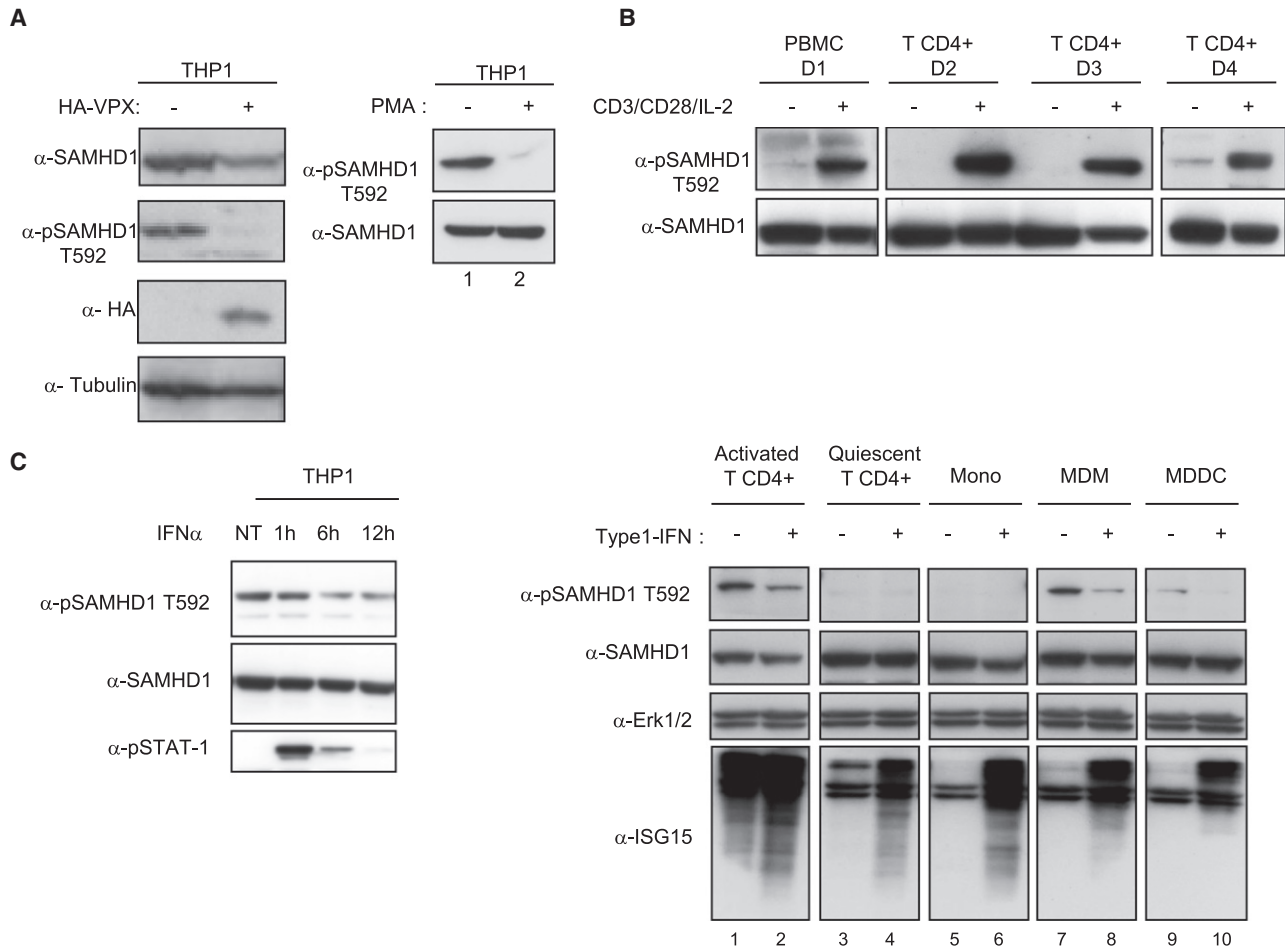 A
THP1
HA-VPX: - +
α-SAMHD1
α-pSAMHD1
T592
α- HA
α- Tubulin
THP1
PMA : - +
α-pSAMHD1
T592
α-SAMHD1
1 2
B
PBMC T CD4+ T CD4+ T CD4+
D1 D2 D3 D4
CD3/CD28/IL-2 - + - + - + - +
α-pSAMHD1
T592
α-SAMHD1
C
THP1
IFNα NT 1h 6h 12h
α-pSAMHD1 T592
α-SAMHD1
α-pSTAT-1
Activated Quiescent
T CD4+ T CD4+ Mono MDM MDDC
Type1-IFN : - + - + - + - + - +
α-pSAMHD1 T592
α-SAMHD1
α-Erk1/2
α-ISG15
1 2 3 4 5 6 7 8 9 10